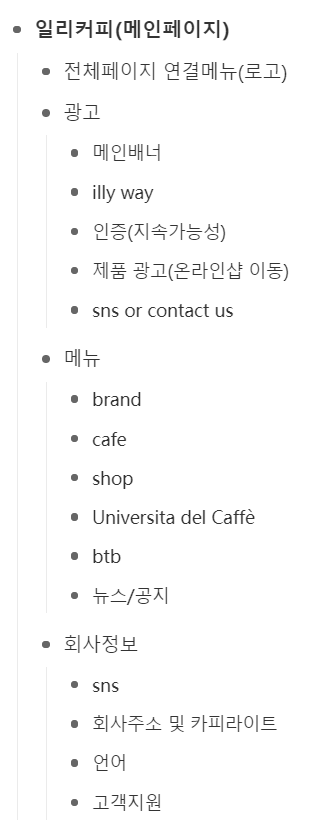 일리커피(메인페이지)
전체페이지 연결메뉴(로고)
광고
메인배너
illy way
인증(지속가능성)
제품 광고(온라인샵 이동)
sns or contact us
메뉴
brand
cafe
shop
Universita del Caffè
btb
뉴스/공지
회사정보
sns
회사주소 및 카피라이트
언어
고객지원